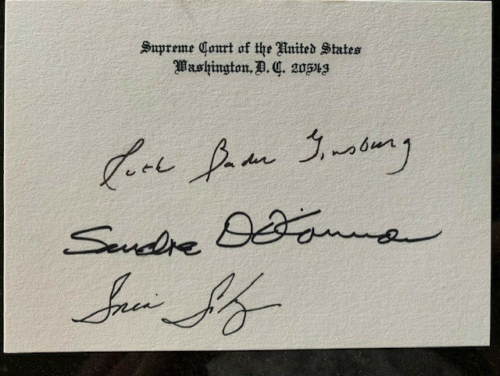 Supreme Court of the United States
Washington, D. C. 20543
Ruth Bader Ginsburg
Sandra D O'Connor